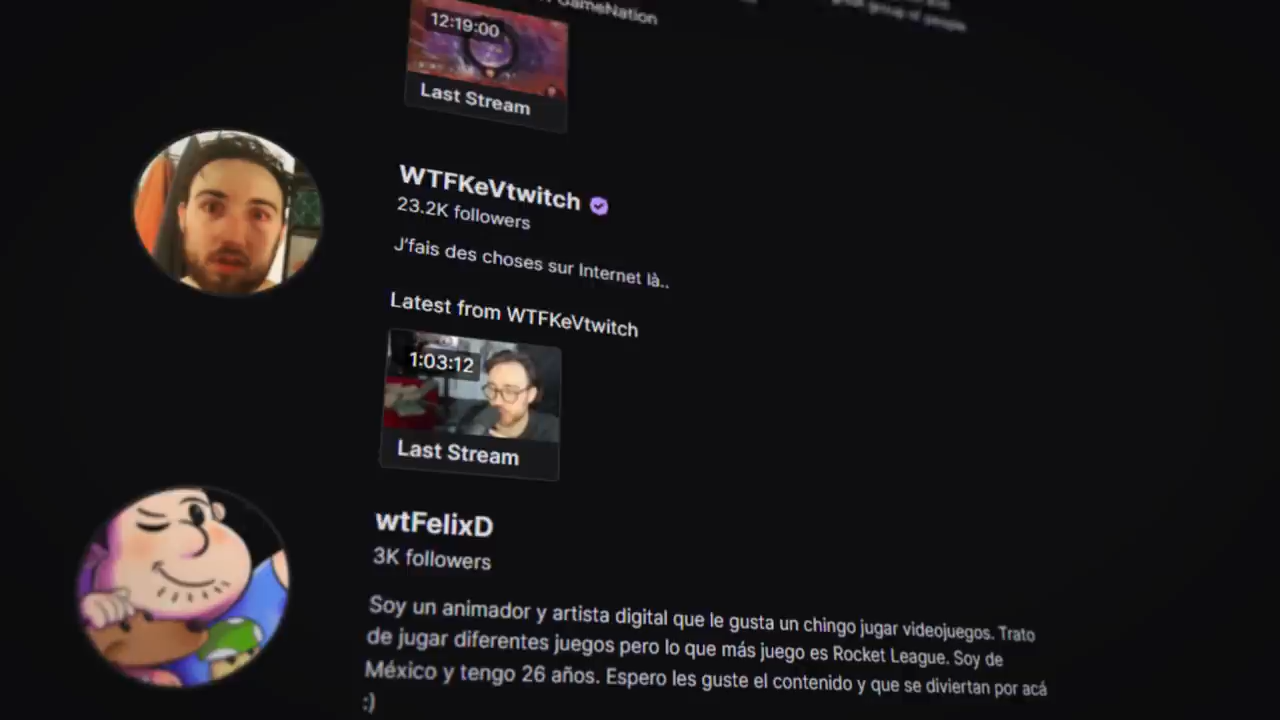 GameNation
12:19:00
Last Stream
WTFKeVtwitch
23.2K followers
J'fais des choses sur Internet là..
Latest from WTFKeVtwitch
1:03:12
Last Stream
wtFelixD
3K followers
Soy un animador y artista digital que le gusta un chingo jugar videojuegos. Trato
de jugar diferentes juegos pero lo que más juego es Rocket League. Soy de
México y tengo 26 años. Espero les guste el contenido y que se diviertan por acá
:)